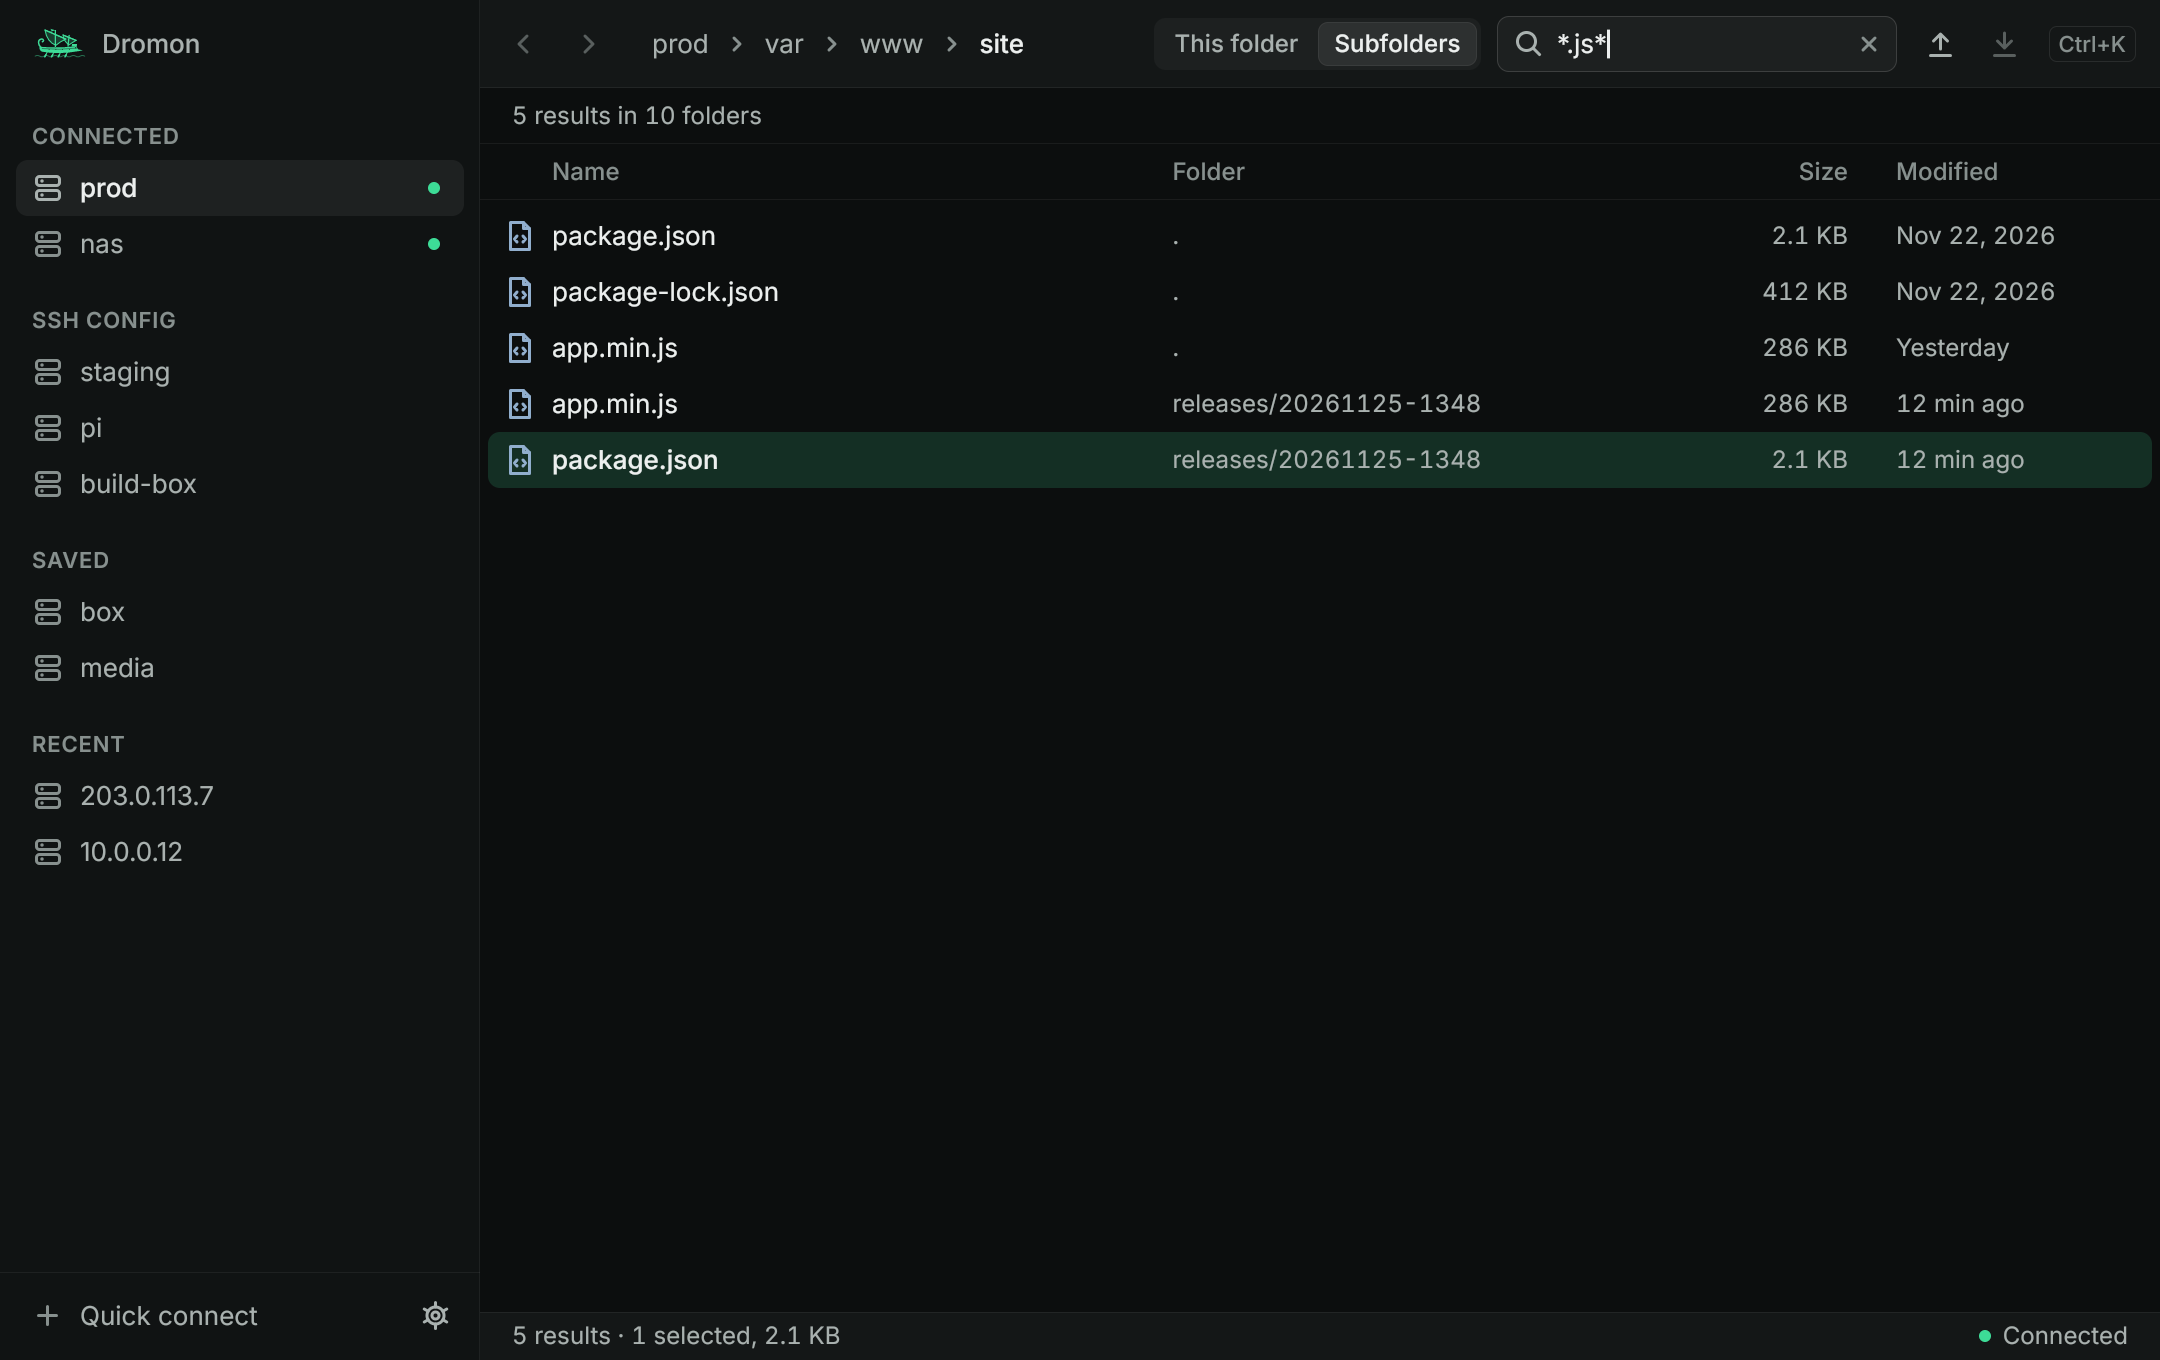 Dromon
prod > var > www > site
This folder
Subfolders
*.js*
Ctrl+K
CONNECTED
prod
nas
SSH CONFIG
staging
pi
build-box
SAVED
box
media
RECENT
203.0.113.7
10.0.0.12
Quick connect
5 results in 10 folders
Name Folder Size Modified
package.json . 2.1 KB Nov 22, 2026
package-lock.json . 412 KB Nov 22, 2026
app.min.js . 286 KB Yesterday
app.min.js releases/20261125-1348 286 KB 12 min ago
package.json releases/20261125-1348 2.1 KB 12 min ago
5 results · 1 selected, 2.1 KB
Connected